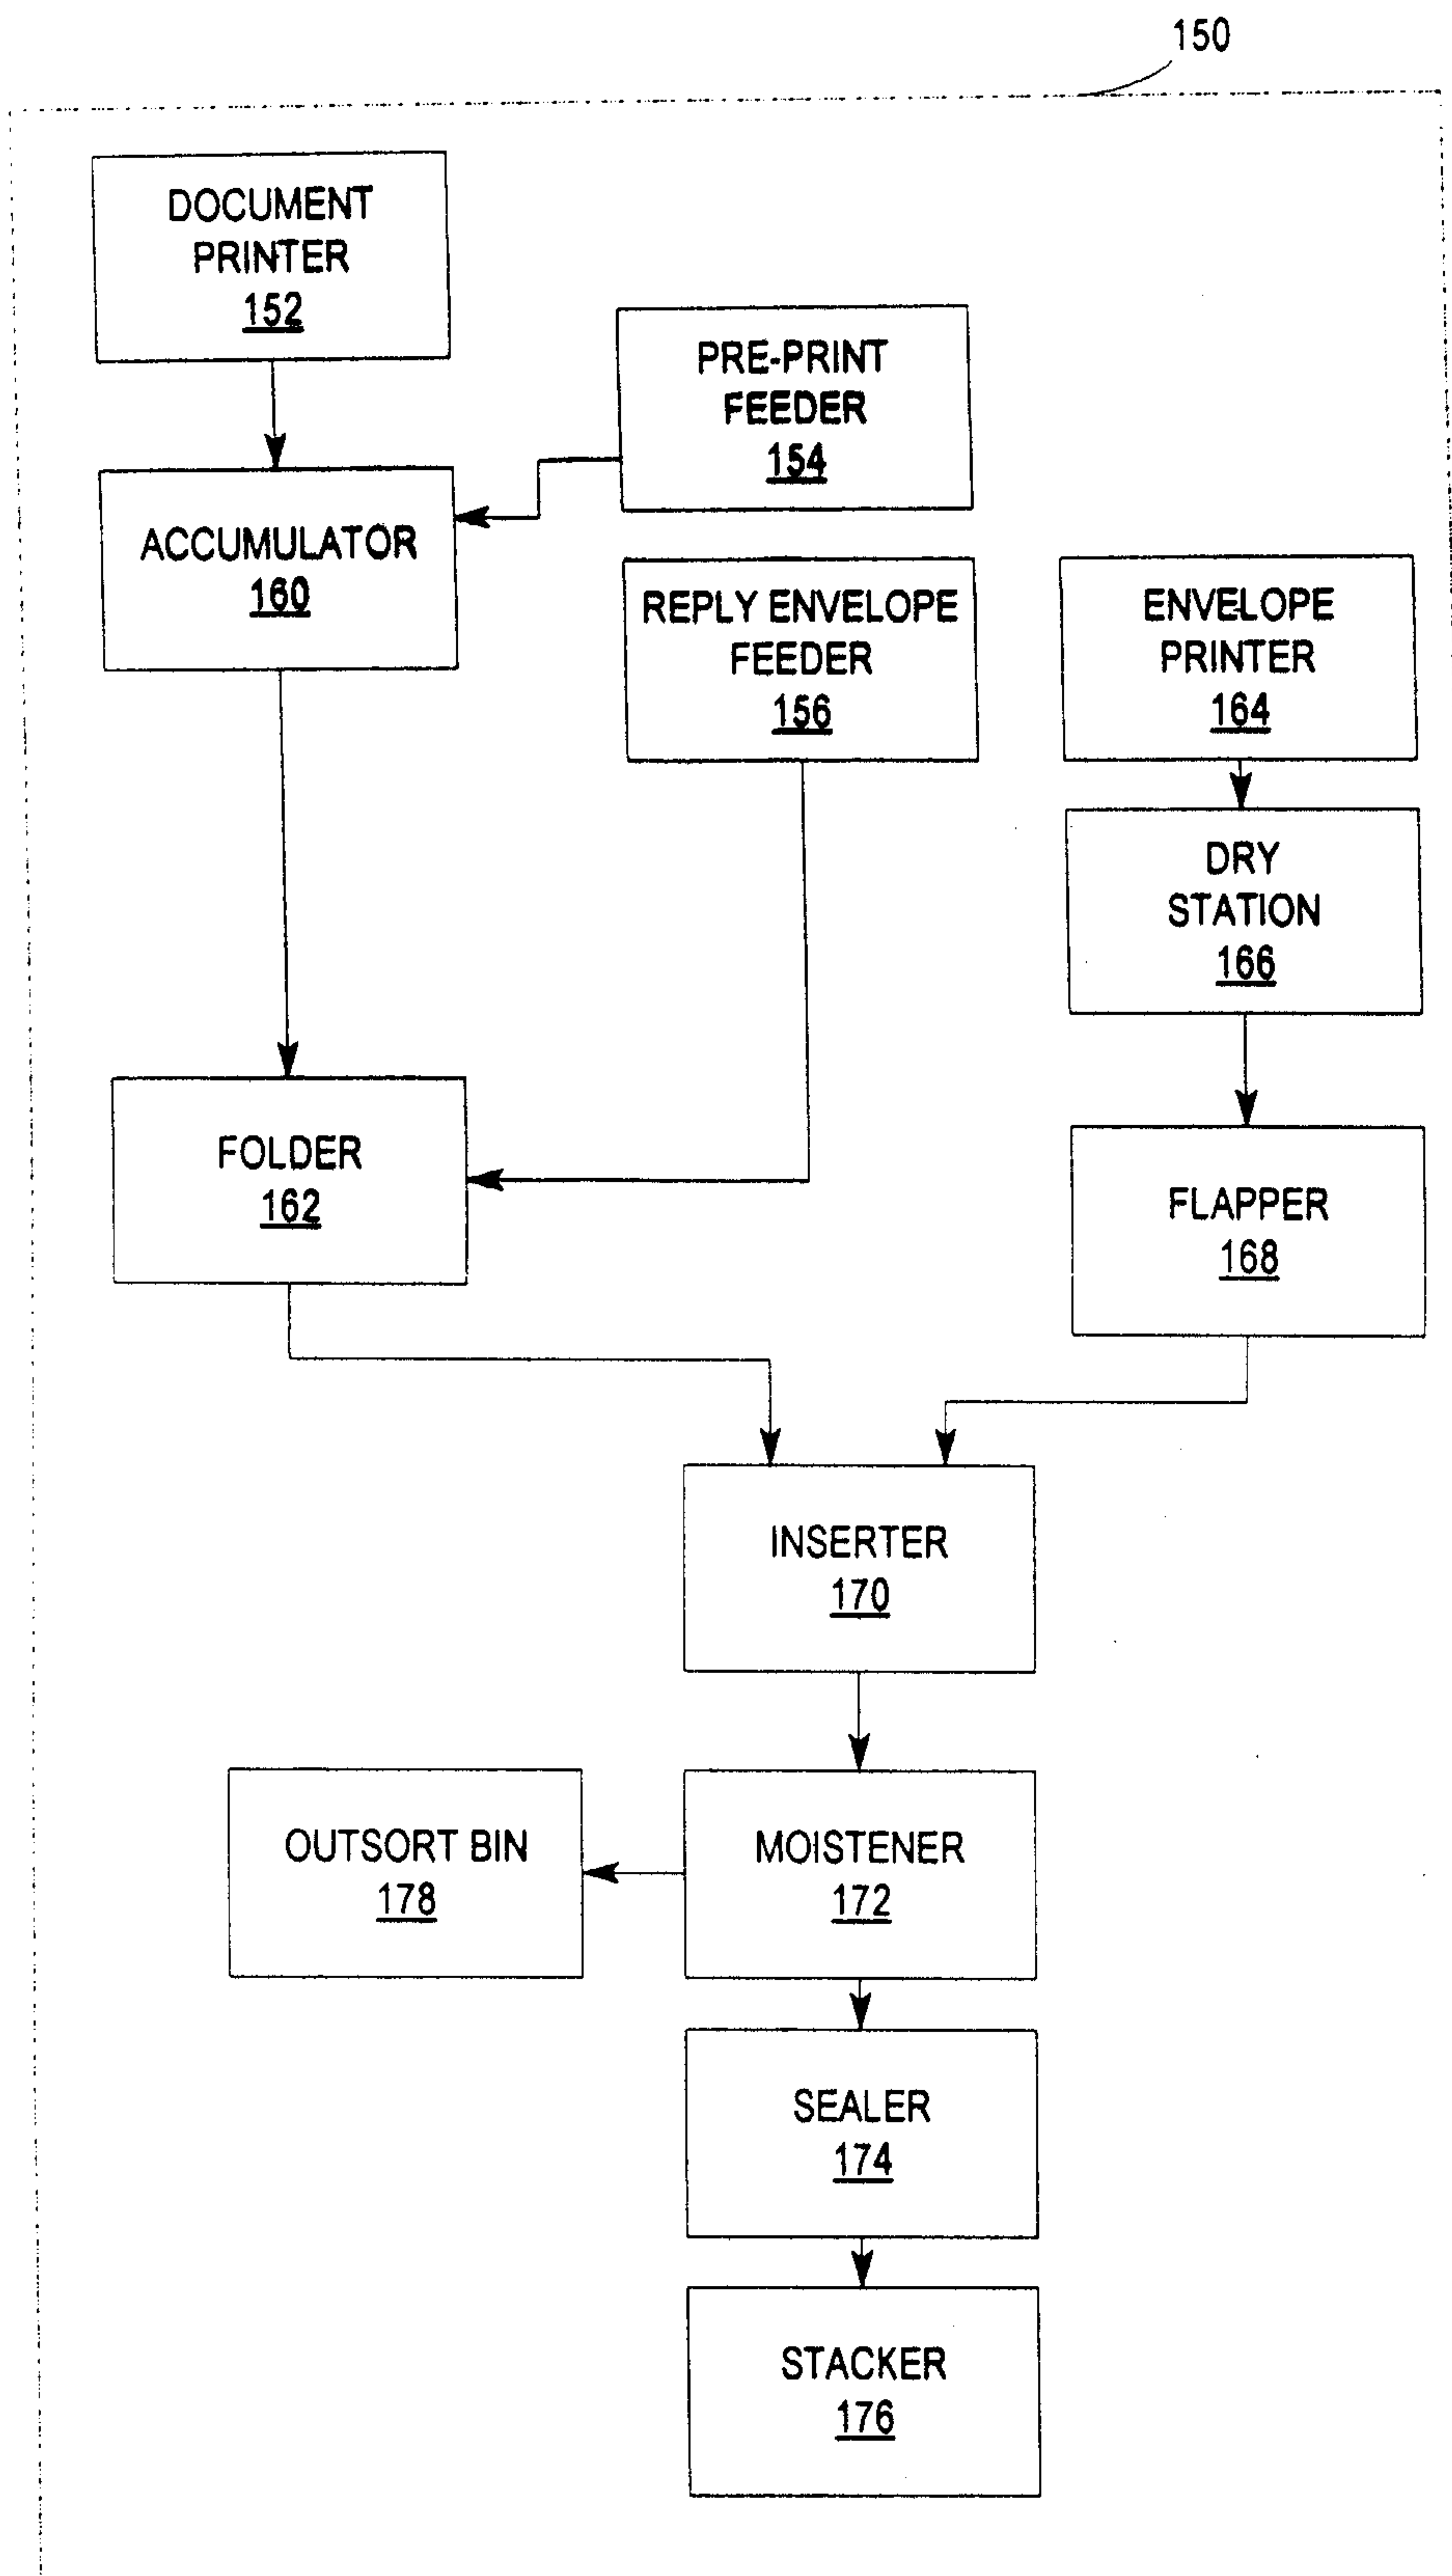 150
DOCUMENT
PRINTER
152
PRE-PRINT
FEEDER
154
ACCUMULATOR
160
REPLY ENVELOPE
FEEDER
156
ENVELOPE
PRINTER
164
DRY
STATION
166
FOLDER
162
FLAPPER
168
INSERTER
170
OUTSORT BIN
178
MOISTENER
172
SEALER
174
STACKER
176